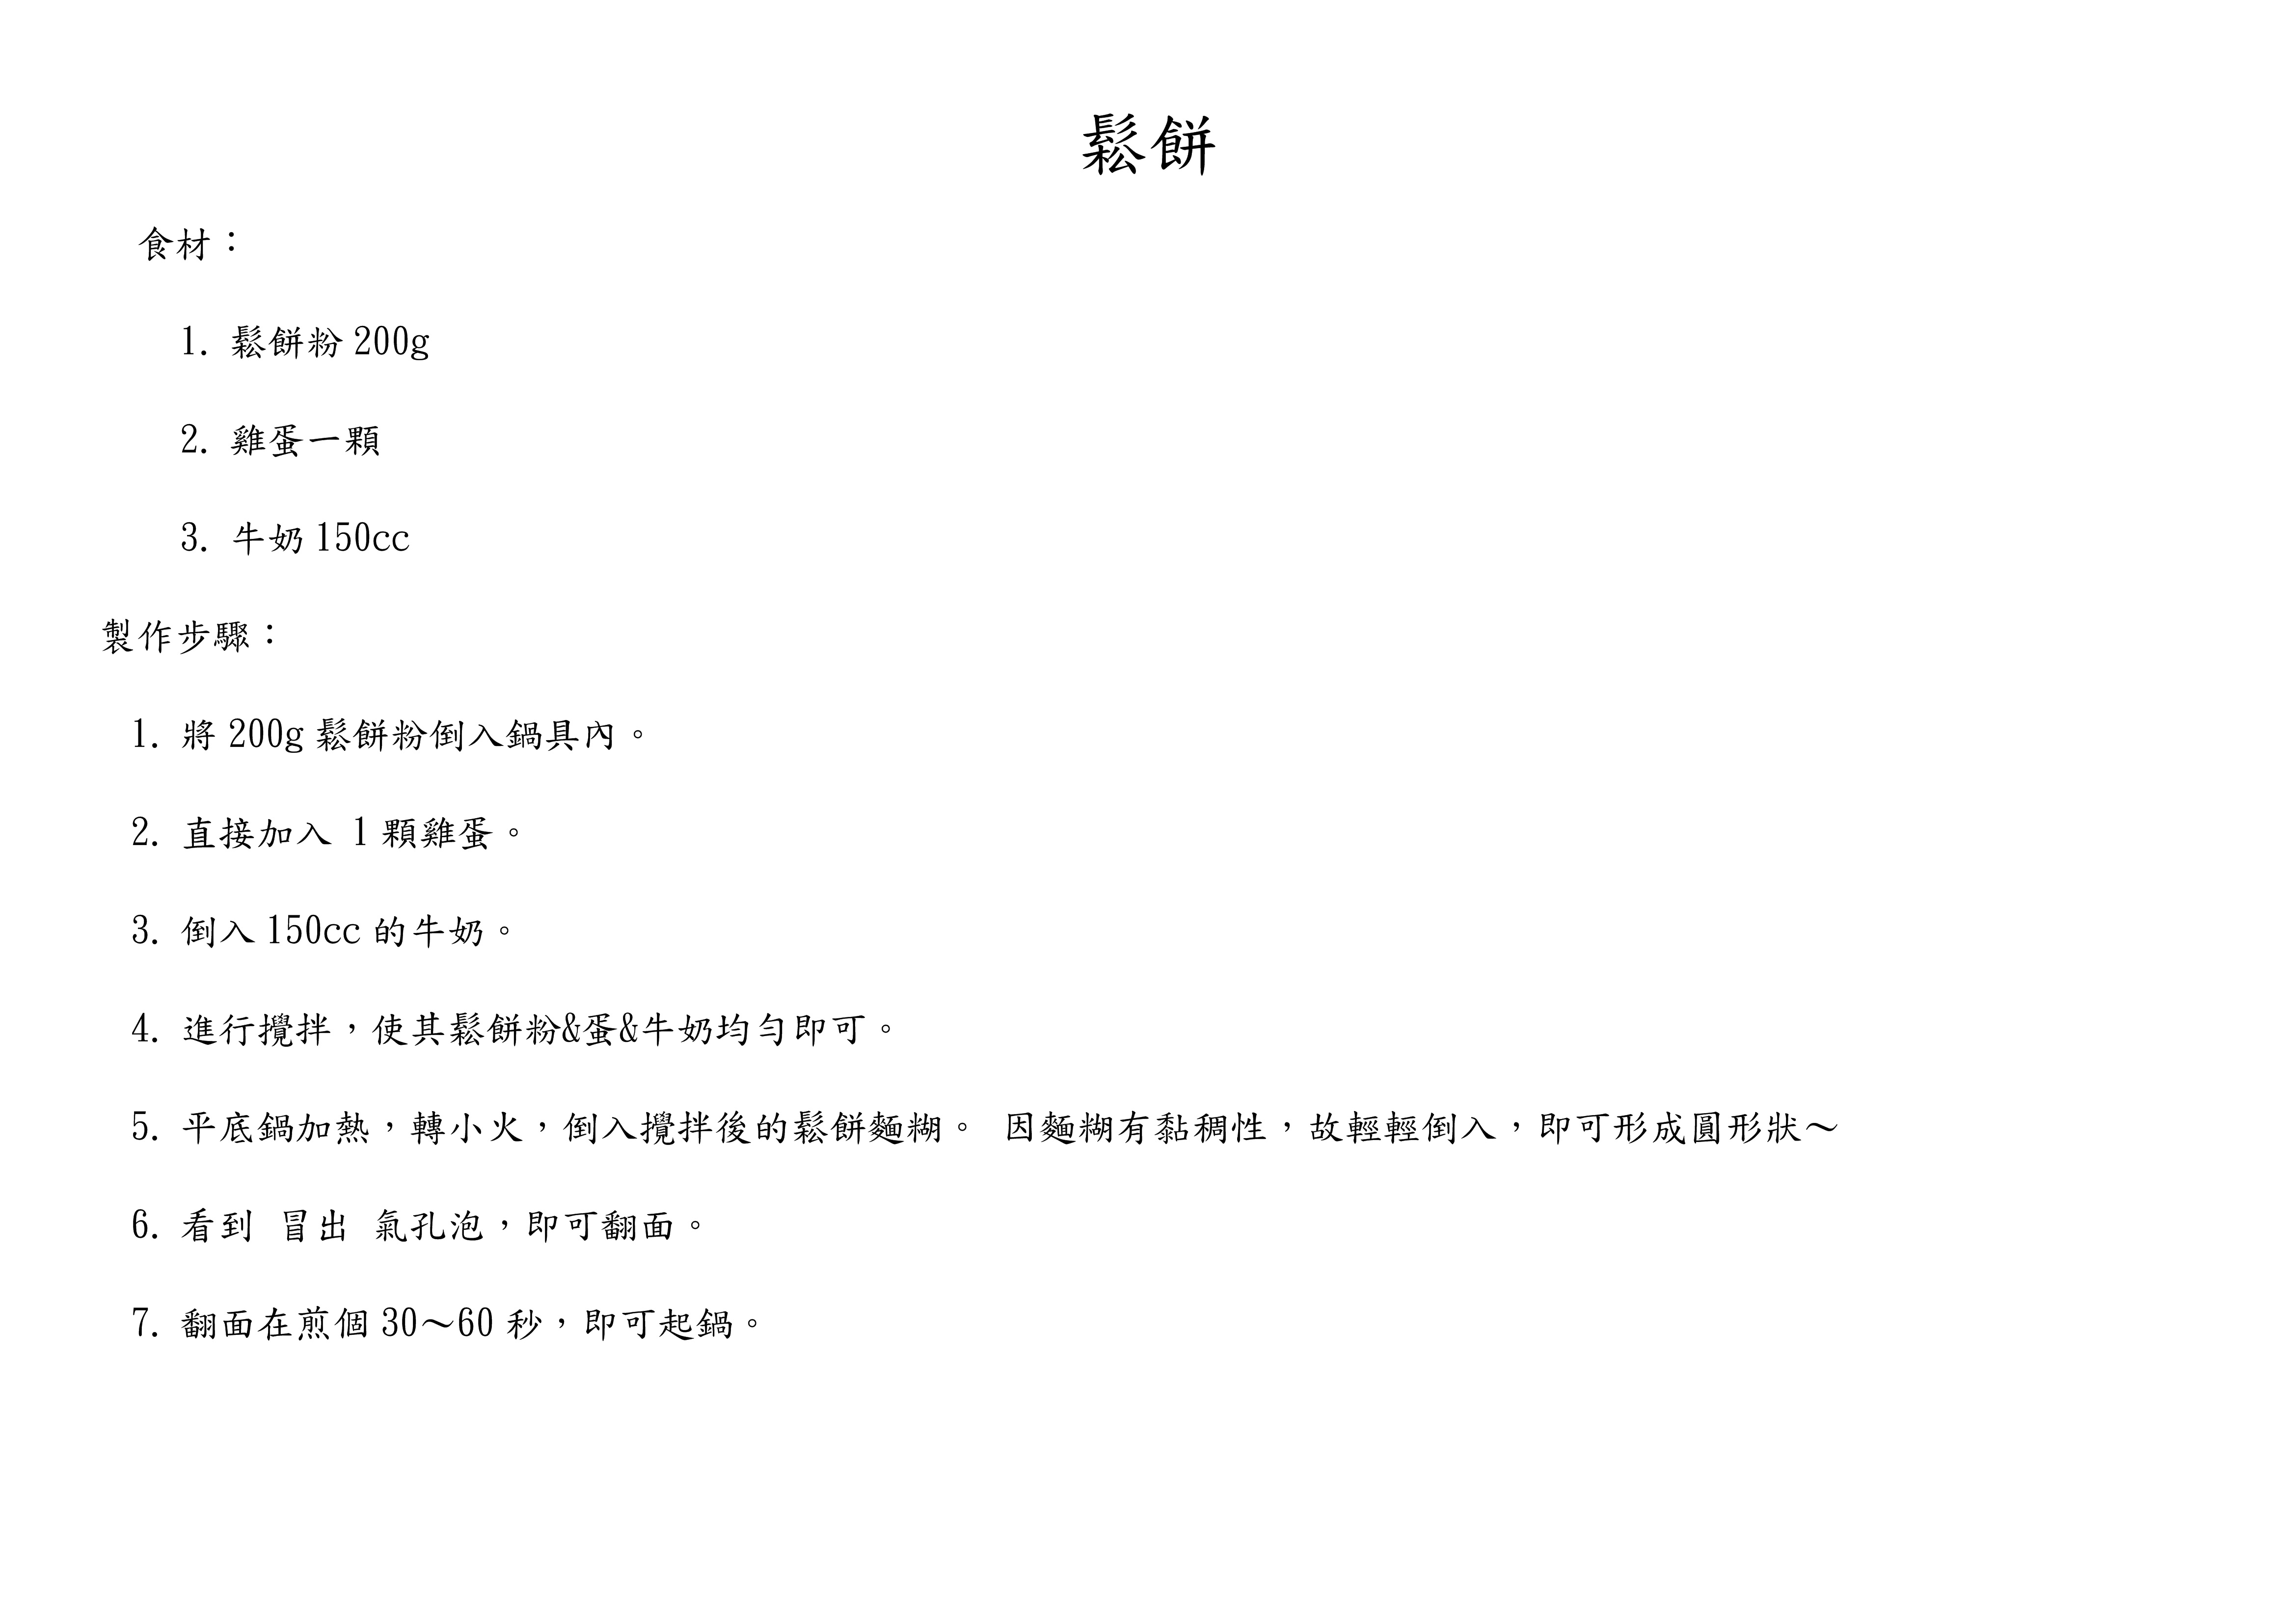 鬆餅
食材：
1. 鬆餅粉 200g
2. 雞蛋一顆
3. 牛奶 150cc
製作步驟：
1. 將 200g 鬆餅粉倒入鍋具內。
2. 直接加入 1 顆雞蛋。
3. 倒入 150cc 的牛奶。
4. 進行攪拌，使其鬆餅粉&蛋&牛奶均勻即可。
5. 平底鍋加熱，轉小火，倒入攪拌後的鬆餅麵糊。 因麵糊有黏稠性，故輕輕倒入，即可形成圓形狀～
6. 看到 冒出 氣孔泡，即可翻面。
7. 翻面在煎個 30～60 秒，即可起鍋。